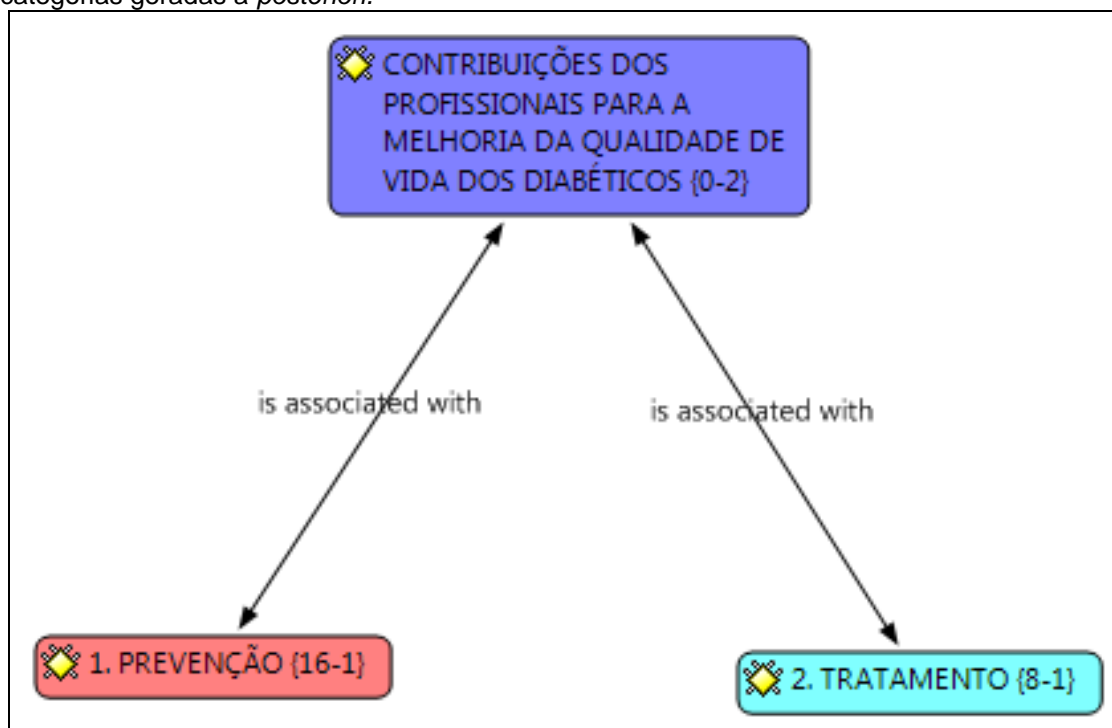 categorias geradas a posteriori.
CONTRIBUIÇÕES DOS
PROFISSIONAIS PARA A
MELHORIA DA QUALIDADE DE
VIDA DOS DIABÉTICOS {0-2}
is associated with
is associated with
1. PREVENÇÃO {16-1}
2. TRATAMENTO {8-1}